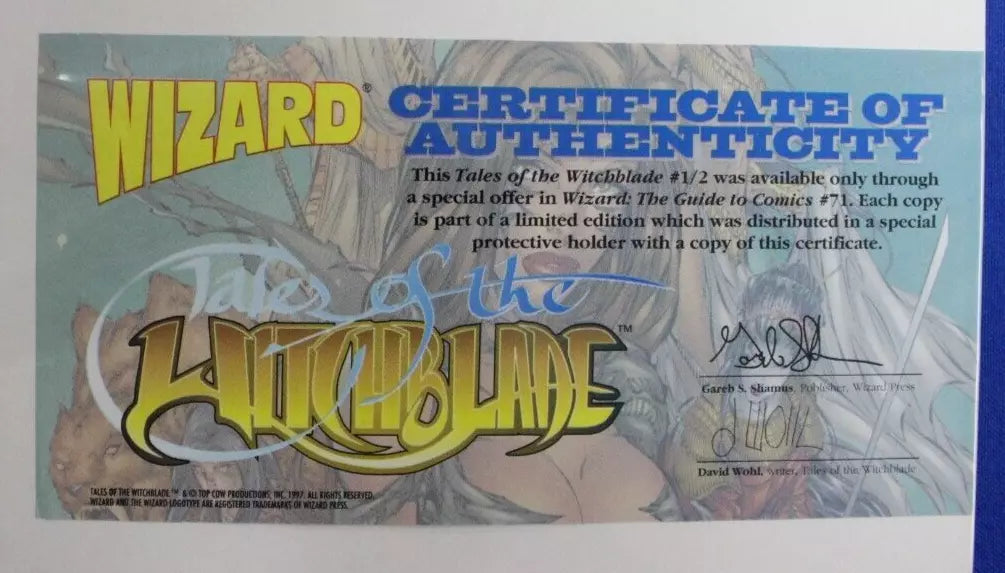 WIZARD®
CERTIFICATE OF
AUTHENTICITY
This Tales of the Witchblade #1/2 was available only through
a special offer in Wizard: The Guide to Comics #71. Each copy
is part of a limited edition which was distributed in a special
protective holder with a copy of this certificate.
Tales of the
WITCHBLADE™
Gareb S. Shamus, Publisher, Wizard Press
David Wohl, writer, Tales of the Witchblade
TALES OF THE WITCHBLADE™ & © TOP COW PRODUCTIONS, INC. 1997. ALL RIGHTS RESERVED.
WIZARD AND THE WIZARD LOGOTYPE ARE REGISTERED TRADEMARKS OF WIZARD PRESS.